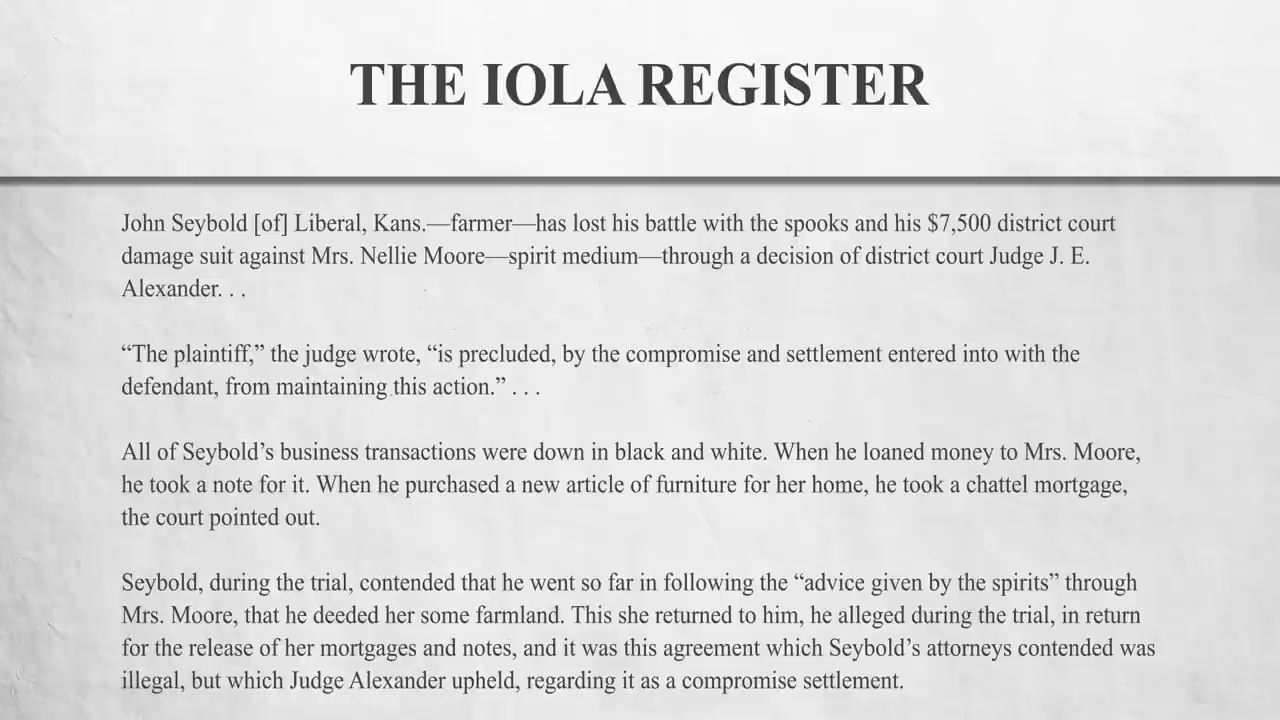 THE IOLA REGISTER
John Seybold [of] Liberal, Kans.—farmer—has lost his battle with the spooks and his $7,500 district court
damage suit against Mrs. Nellie Moore—spirit medium—through a decision of district court Judge J. E.
Alexander. . .
“The plaintiff,” the judge wrote, “is precluded, by the compromise and settlement entered into with the
defendant, from maintaining this action.” . . .
All of Seybold’s business transactions were down in black and white. When he loaned money to Mrs. Moore,
he took a note for it. When he purchased a new article of furniture for her home, he took a chattel mortgage,
the court pointed out.
Seybold, during the trial, contended that he went so far in following the “advice given by the spirits” through
Mrs. Moore, that he deeded her some farmland. This she returned to him, he alleged during the trial, in return
for the release of her mortgages and notes, and it was this agreement which Seybold’s attorneys contended was
illegal, but which Judge Alexander upheld, regarding it as a compromise settlement.